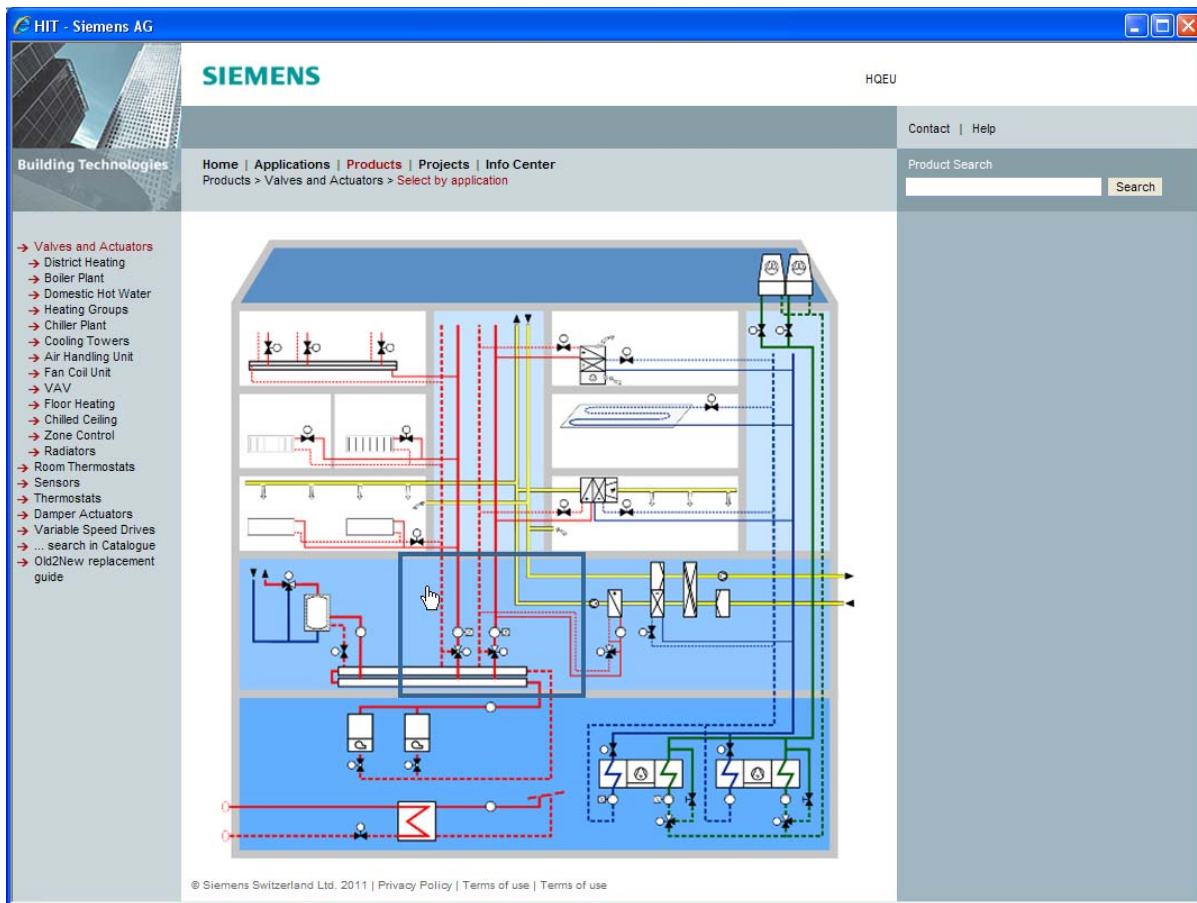 HIT - Siemens AG
SIEMENS
HQEU
Contact | Help
Building Technologies
Home | Applications | Products | Projects | Info Center
Products > Valves and Actuators > Select by application
Product Search
Search
Valves and Actuators
District Heating
Boiler Plant
Domestic Hot Water
Heating Groups
Chiller Plant
Cooling Towers
Air Handling Unit
Fan Coil Unit
VAV
Floor Heating
Chilled Ceiling
Zone Control
Radiators
Room Thermostats
Sensors
Thermostats
Damper Actuators
Variable Speed Drives
... search in Catalogue
Old2New replacement
guide
© Siemens Switzerland Ltd. 2011 | Privacy Policy | Terms of use | Terms of use